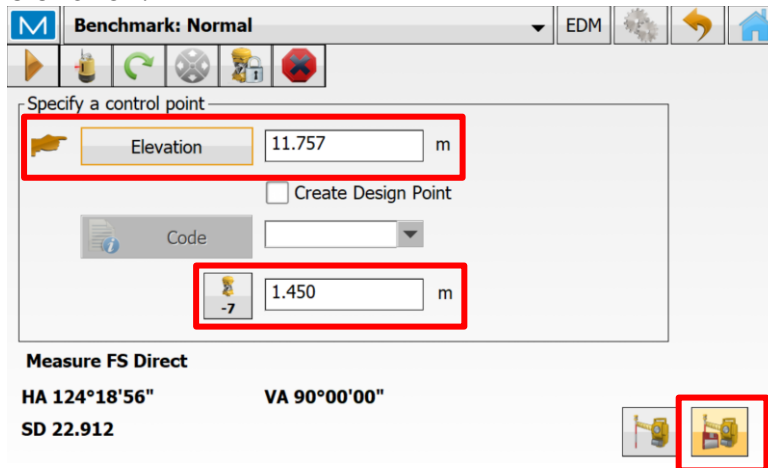 M Benchmark: Normal EDM
Specify a control point
Elevation 11.757 m
Create Design Point
Code
-7 1.450 m
Measure FS Direct
HA 124°18'56" VA 90°00'00"
SD 22.912